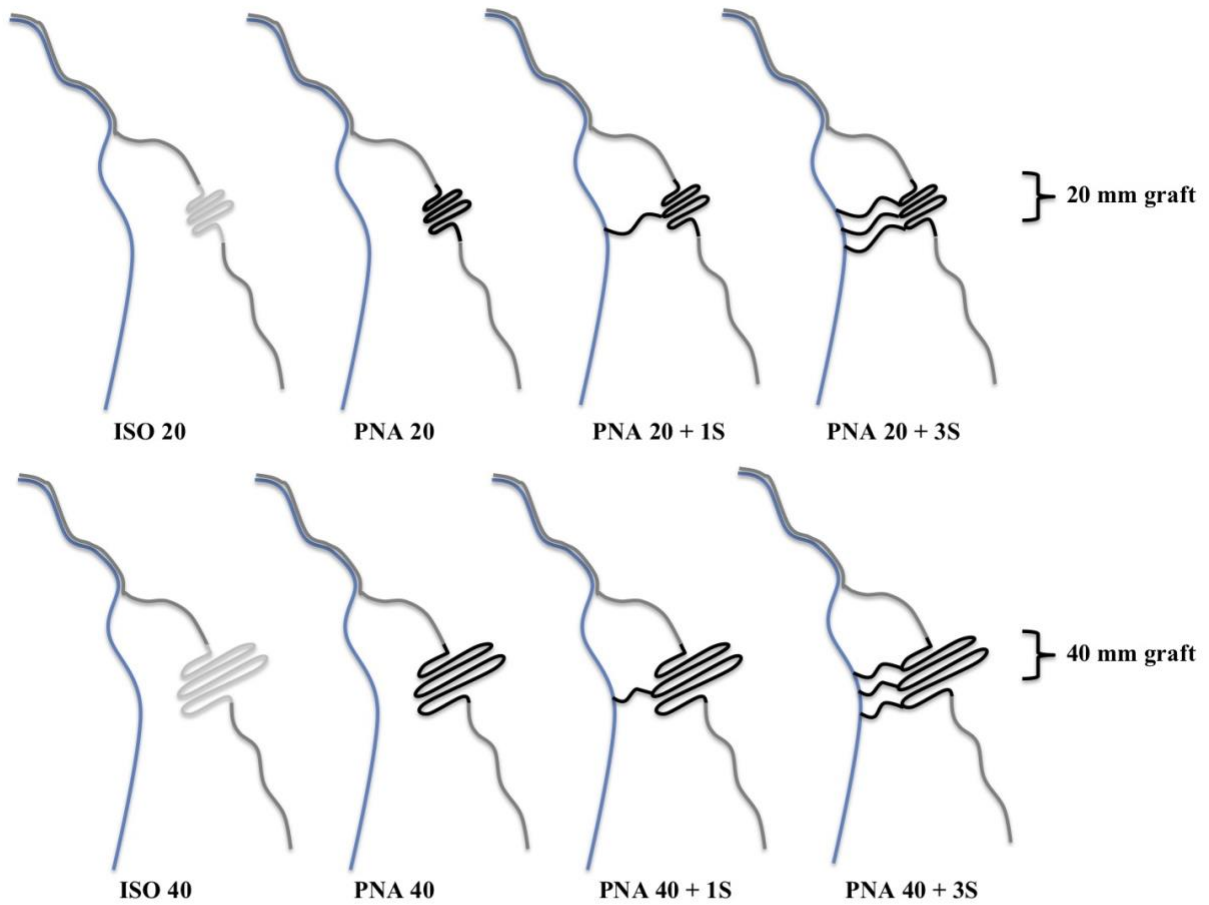 20 mm graft
ISO 20
PNA 20
PNA 20 + 1S
PNA 20 + 3S
40 mm graft
ISO 40
PNA 40
PNA 40 + 1S
PNA 40 + 3S